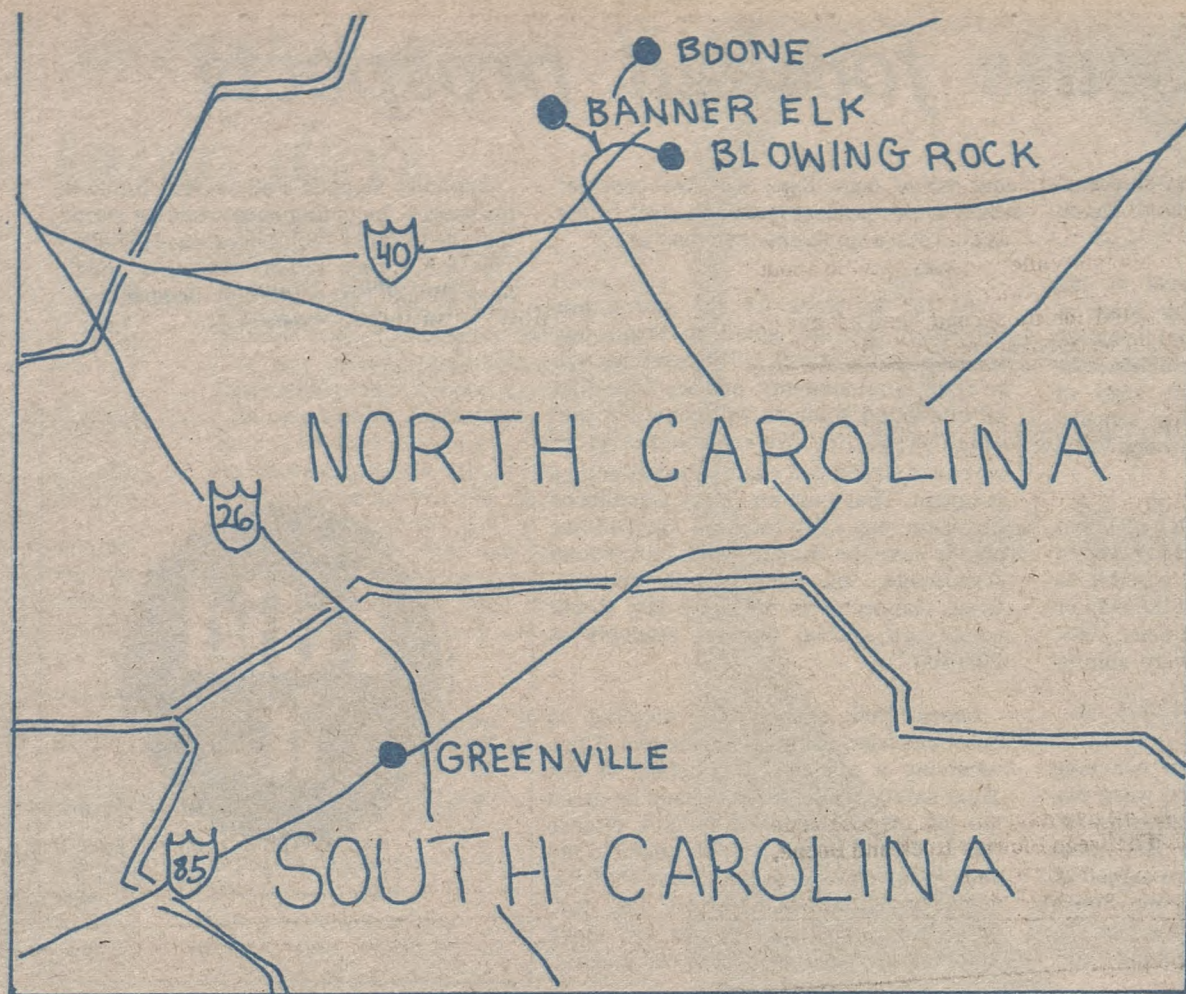 BOONE
BANNER ELK
BLOWING ROCK
40
NORTH CAROLINA
26
GREENVILLE
85
SOUTH CAROLINA